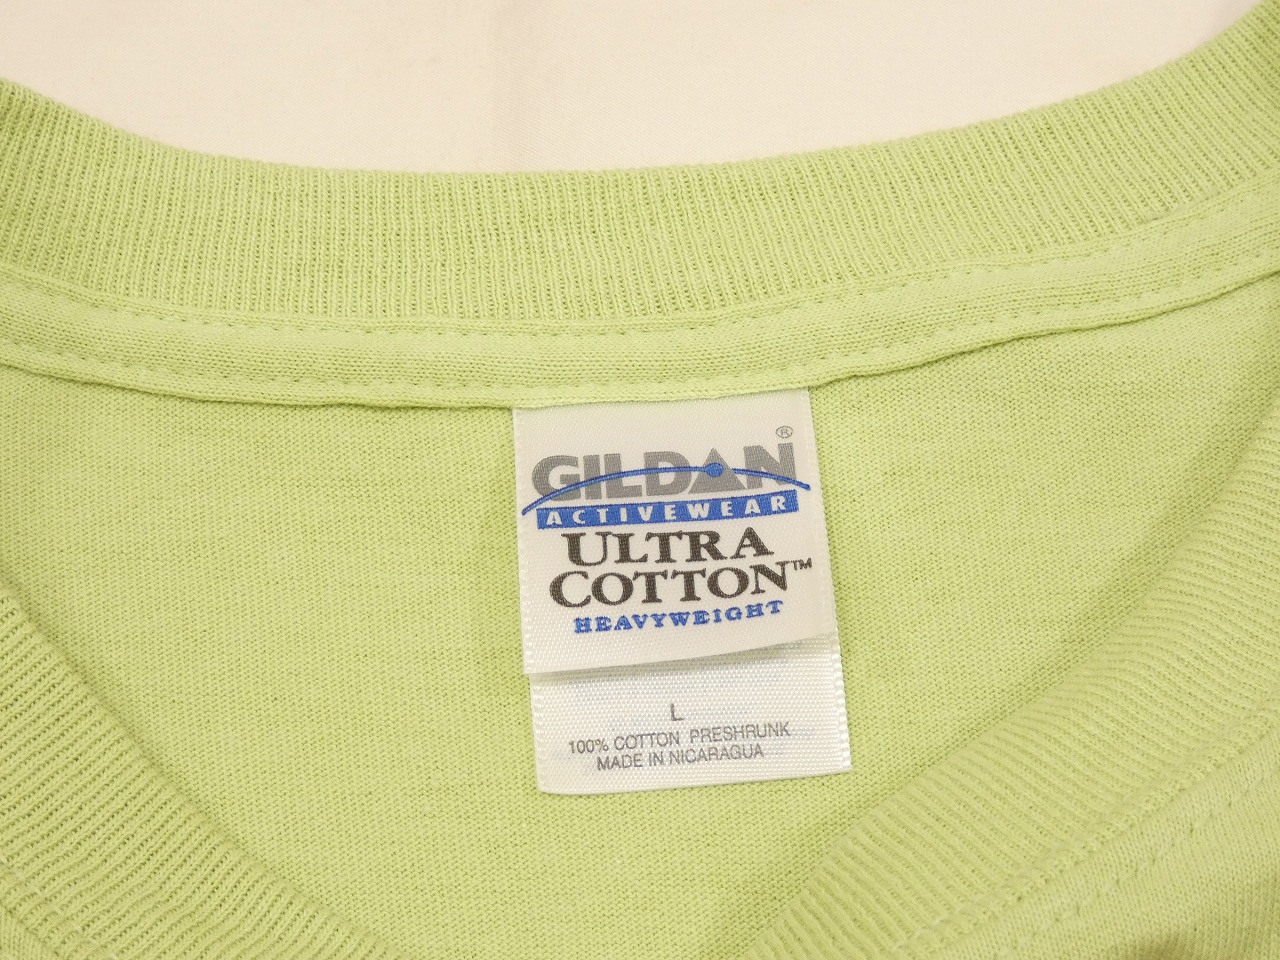 GILDAN®
ACTIVEWEAR
ULTRA
COTTON™
HEAVYWEIGHT
L
100% COTTON PRESHRUNK
MADE IN NICARAGUA